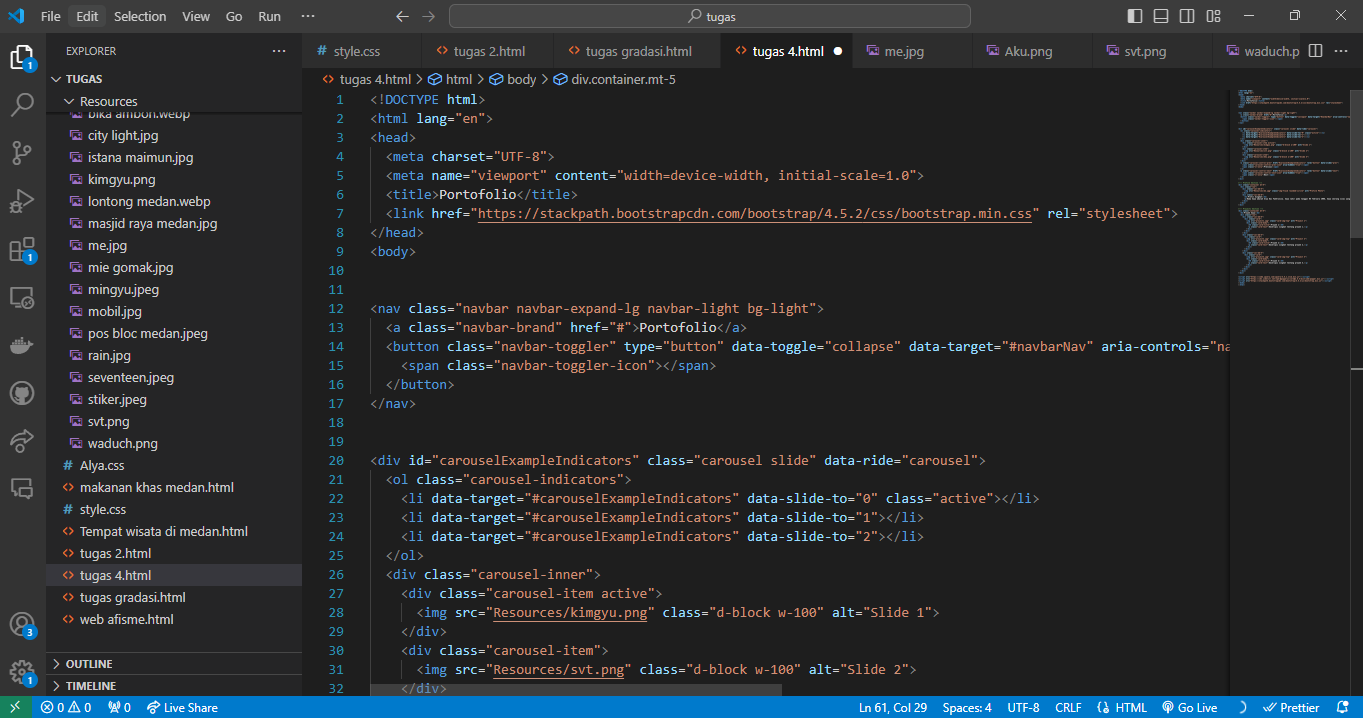 File Edit Selection View Go Run ··· tugas
EXPLORER ···
TUGAS
Resources
bika ambon.webp
city light.jpg
istana maimun.jpg
kimgyu.png
lontong medan.webp
masjid raya medan.jpg
me.jpg
mie gomak.jpg
mingyu.jpeg
mobil.jpg
pos bloc medan.jpeg
rain.jpg
seventeen.jpeg
stiker.jpeg
svt.png
waduch.png
# Alya.css
<> makanan khas medan.html
# style.css
<> Tempat wisata di medan.html
<> tugas 2.html
<> tugas 4.html
<> tugas gradasi.html
<> web afisme.html
OUTLINE
TIMELINE
1
1
3
1
# style.css <> tugas 2.html <> tugas gradasi.html <> tugas 4.html me.jpg Aku.png svt.png waduch.p ···
<> tugas 4.html > html > body > div.container.mt-5
1 <!DOCTYPE html>
2 <html lang="en">
3 <head>
4 <meta charset="UTF-8">
5 <meta name="viewport" content="width=device-width, initial-scale=1.0">
6 <title>Portofolio</title>
7 <link href="https://stackpath.bootstrapcdn.com/bootstrap/4.5.2/css/bootstrap.min.css" rel="stylesheet">
8 </head>
9 <body>
10
11
12 <nav class="navbar navbar-expand-lg navbar-light bg-light">
13 <a class="navbar-brand" href="#">Portofolio</a>
14 <button class="navbar-toggler" type="button" data-toggle="collapse" data-target="#navbarNav" aria-controls="na
15 <span class="navbar-toggler-icon"></span>
16 </button>
17 </nav>
18
19
20 <div id="carouselExampleIndicators" class="carousel slide" data-ride="carousel">
21 <ol class="carousel-indicators">
22 <li data-target="#carouselExampleIndicators" data-slide-to="0" class="active"></li>
23 <li data-target="#carouselExampleIndicators" data-slide-to="1"></li>
24 <li data-target="#carouselExampleIndicators" data-slide-to="2"></li>
25 </ol>
26 <div class="carousel-inner">
27 <div class="carousel-item active">
28 <img src="Resources/kimgyu.png" class="d-block w-100" alt="Slide 1">
29 </div>
30 <div class="carousel-item">
31 <img src="Resources/svt.png" class="d-block w-100" alt="Slide 2">
32 </div>
0 0 0 Live Share Ln 61, Col 29 Spaces: 4 UTF-8 CRLF HTML Go Live Prettier